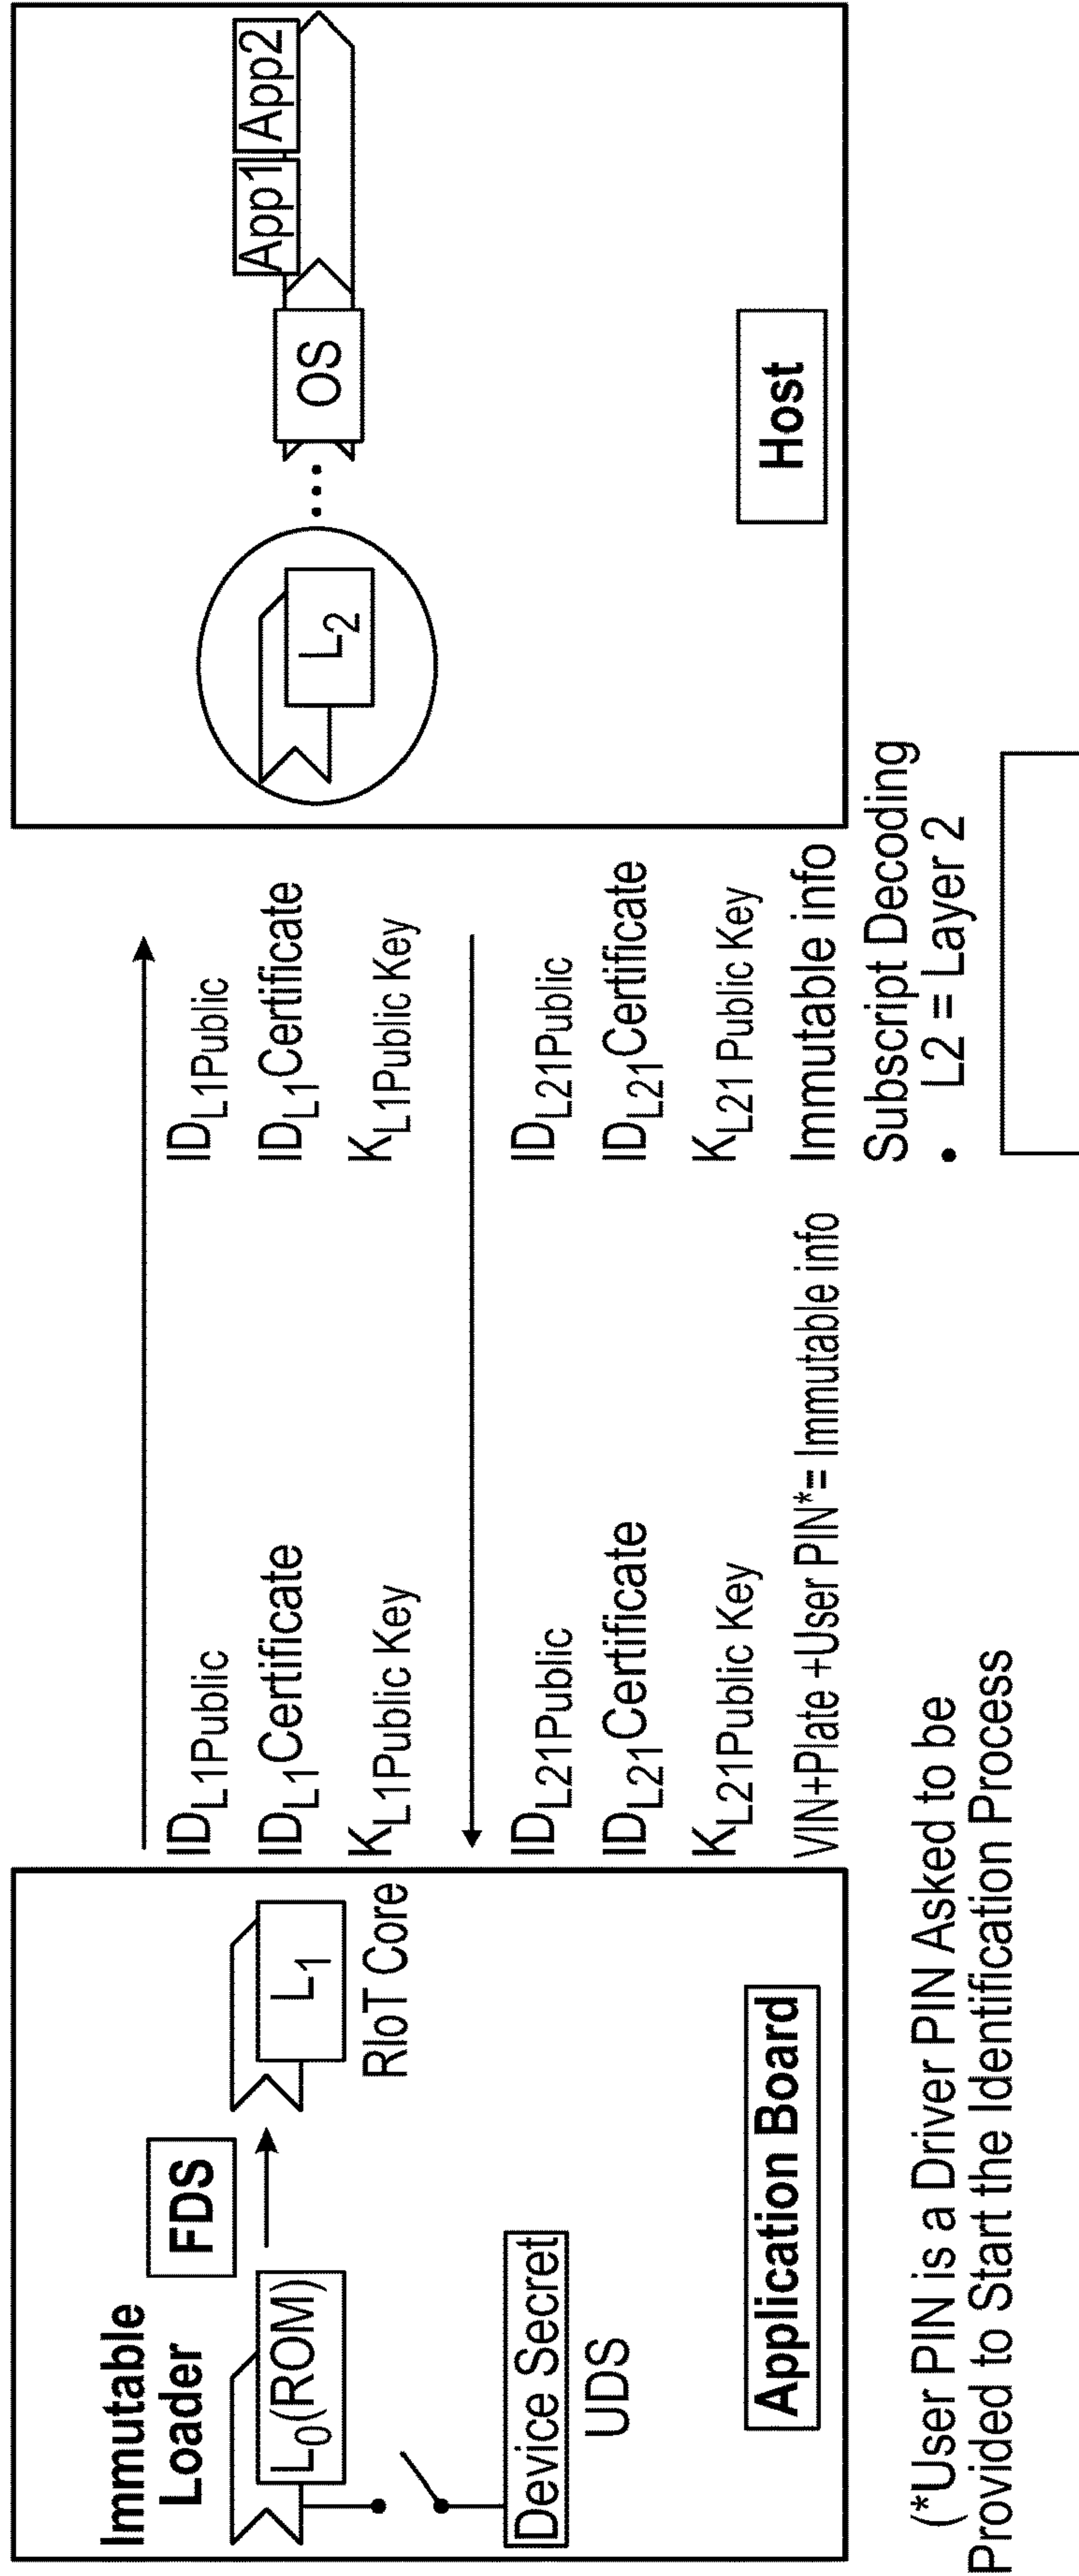 Immutable
Loader
FDS
L0(ROM)
L1
RIoT Core
Device Secret
UDS
Application Board
IDL1Public
IDL1Certificate
KL1Public Key
IDL1Public
IDL1Certificate
KL1Public Key
IDL21Public
IDL21Certificate
KL21Public Key
VIN+Plate +User PIN*= Immutable info
IDL21Public
IDL21Certificate
KL21 Public Key
Immutable info
L2
...
OS
App1
App2
Host
Subscript Decoding
• L2 = Layer 2
(*User PIN is a Driver PIN Asked to be
Provided to Start the Identification Process